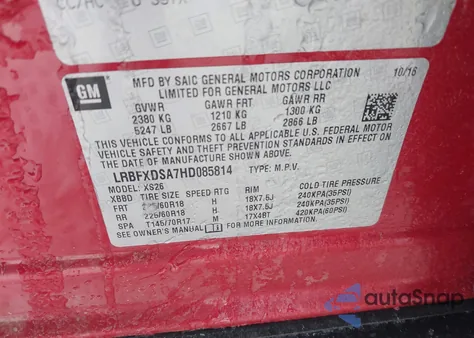 GM
MFD BY SAIC GENERAL MOTORS CORPORATION 10/16
LIMITED FOR GENERAL MOTORS LLC
GVWR GAWR FRT GAWR RR
2380 KG 1210 KG 1300 KG
5247 LB 2667 LB 2866 LB
THIS VEHICLE CONFORMS TO ALL APPLICABLE U.S. FEDERAL MOTOR
VEHICLE SAFETY AND THEFT PREVENTION STANDARDS IN EFFECT ON
THE DATE OF MANUFACTURE SHOWN ABOVE.
LRBFXDSA7HD085814 TYPE: M.P.V.
MODEL: XS26
XBBD TIRE SIZE SPEED RTG RIM COLD TIRE PRESSURE
FRT /60R18 H 18X7.5J 240KPA(35PSI)
RR 225/60R18 H 18X7.5J 240KPA(35PSI)
SPA T145/70R17 M 17X4BT 420KPA(60PSI)
SEE OWNER'S MANUAL FOR MORE INFORMATION.
autoSnap